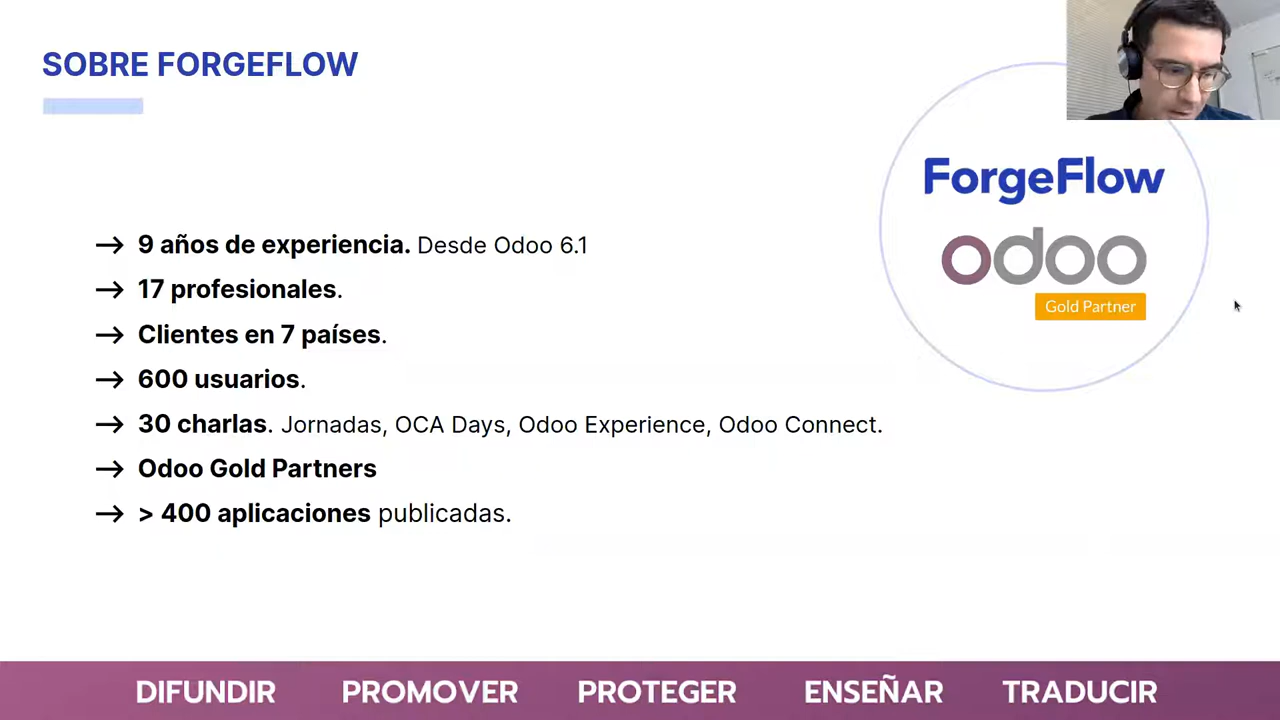 SOBRE FORGEFLOW
ForgeFlow
odoo
Gold Partner
→ 9 años de experiencia. Desde Odoo 6.1
→ 17 profesionales.
→ Clientes en 7 países.
→ 600 usuarios.
→ 30 charlas. Jornadas, OCA Days, Odoo Experience, Odoo Connect.
→ Odoo Gold Partners
→ > 400 aplicaciones publicadas.
DIFUNDIR PROMOVER PROTEGER ENSEÑAR TRADUCIR